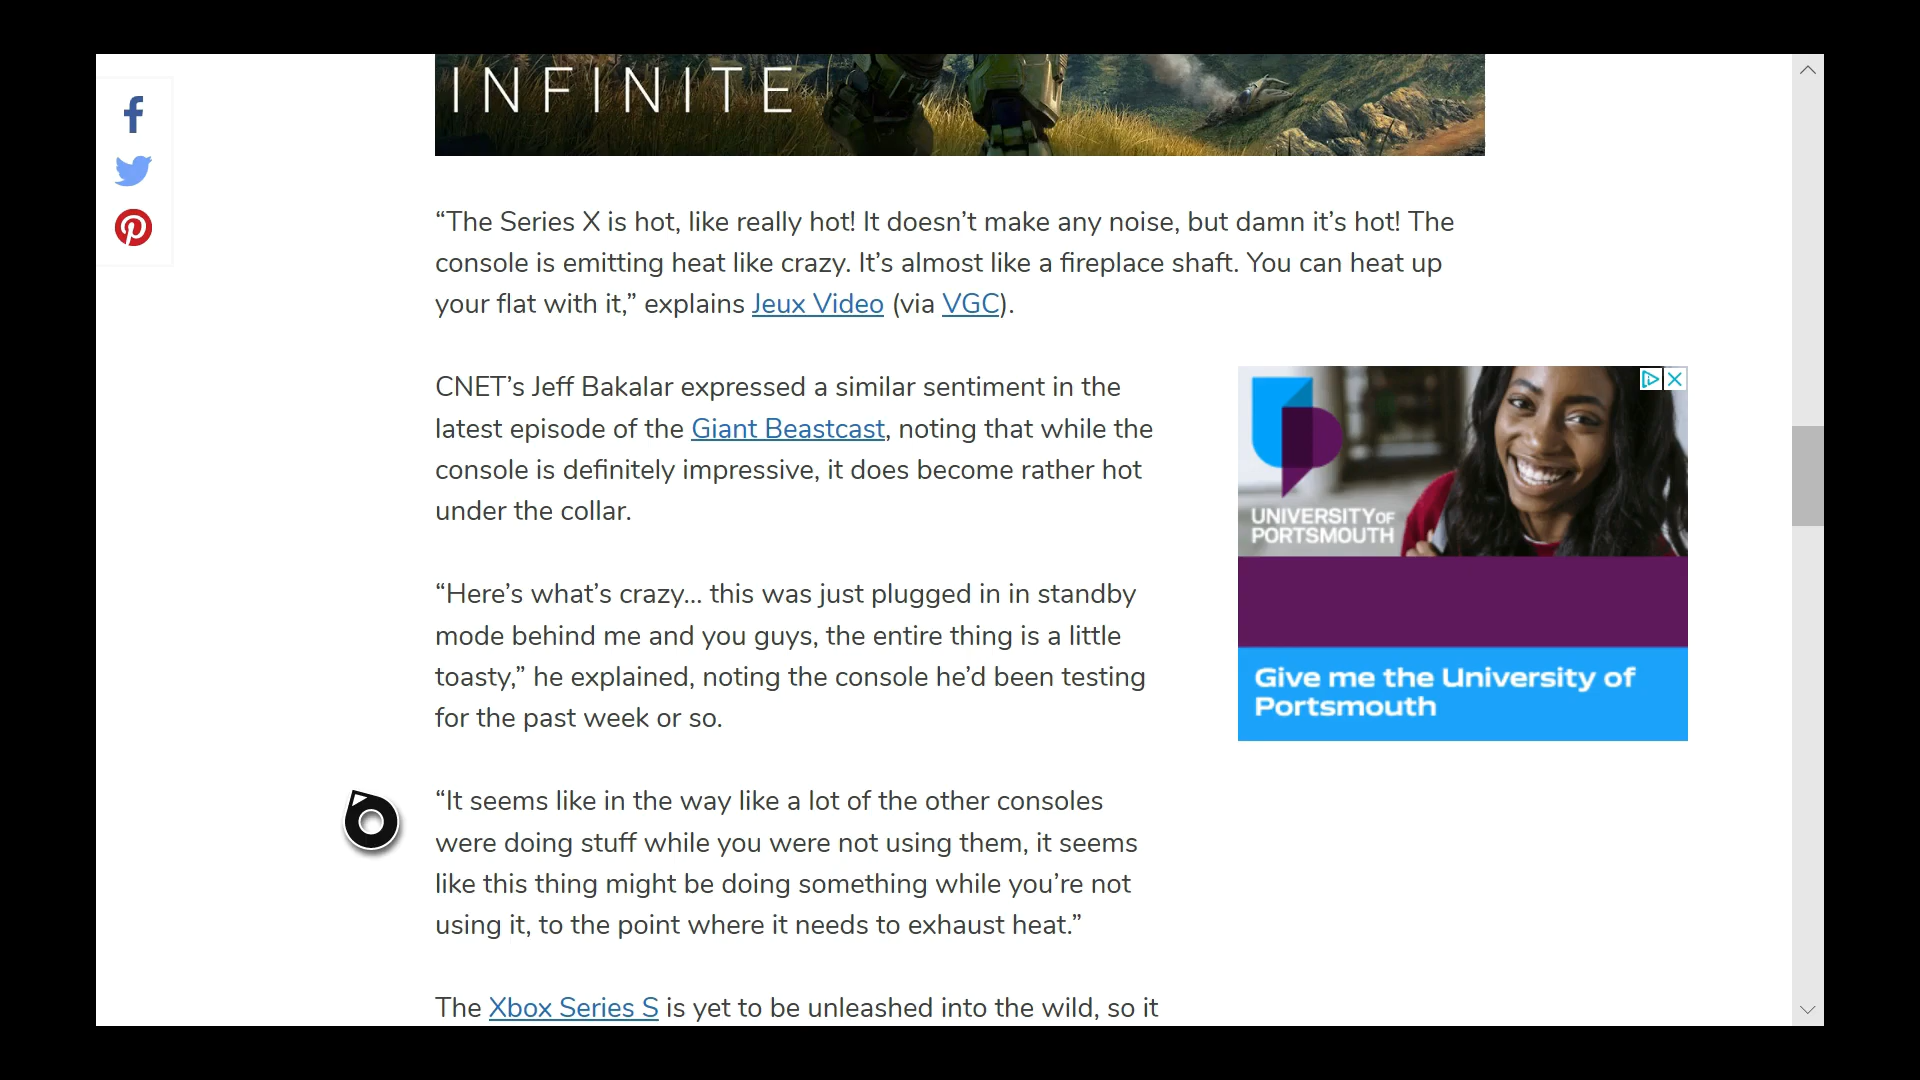 INFINITE
“The Series X is hot, like really hot! It doesn’t make any noise, but damn it’s hot! The
console is emitting heat like crazy. It’s almost like a fireplace shaft. You can heat up
your flat with it,” explains Jeux Video (via VGC).
CNET’s Jeff Bakalar expressed a similar sentiment in the
latest episode of the Giant Beastcast, noting that while the
console is definitely impressive, it does become rather hot
under the collar.
“Here’s what’s crazy… this was just plugged in in standby
mode behind me and you guys, the entire thing is a little
toasty,” he explained, noting the console he’d been testing
for the past week or so.
“It seems like in the way like a lot of the other consoles
were doing stuff while you were not using them, it seems
like this thing might be doing something while you’re not
using it, to the point where it needs to exhaust heat.”
The Xbox Series S is yet to be unleashed into the wild, so it
UNIVERSITY OF
PORTSMOUTH
Give me the University of
Portsmouth